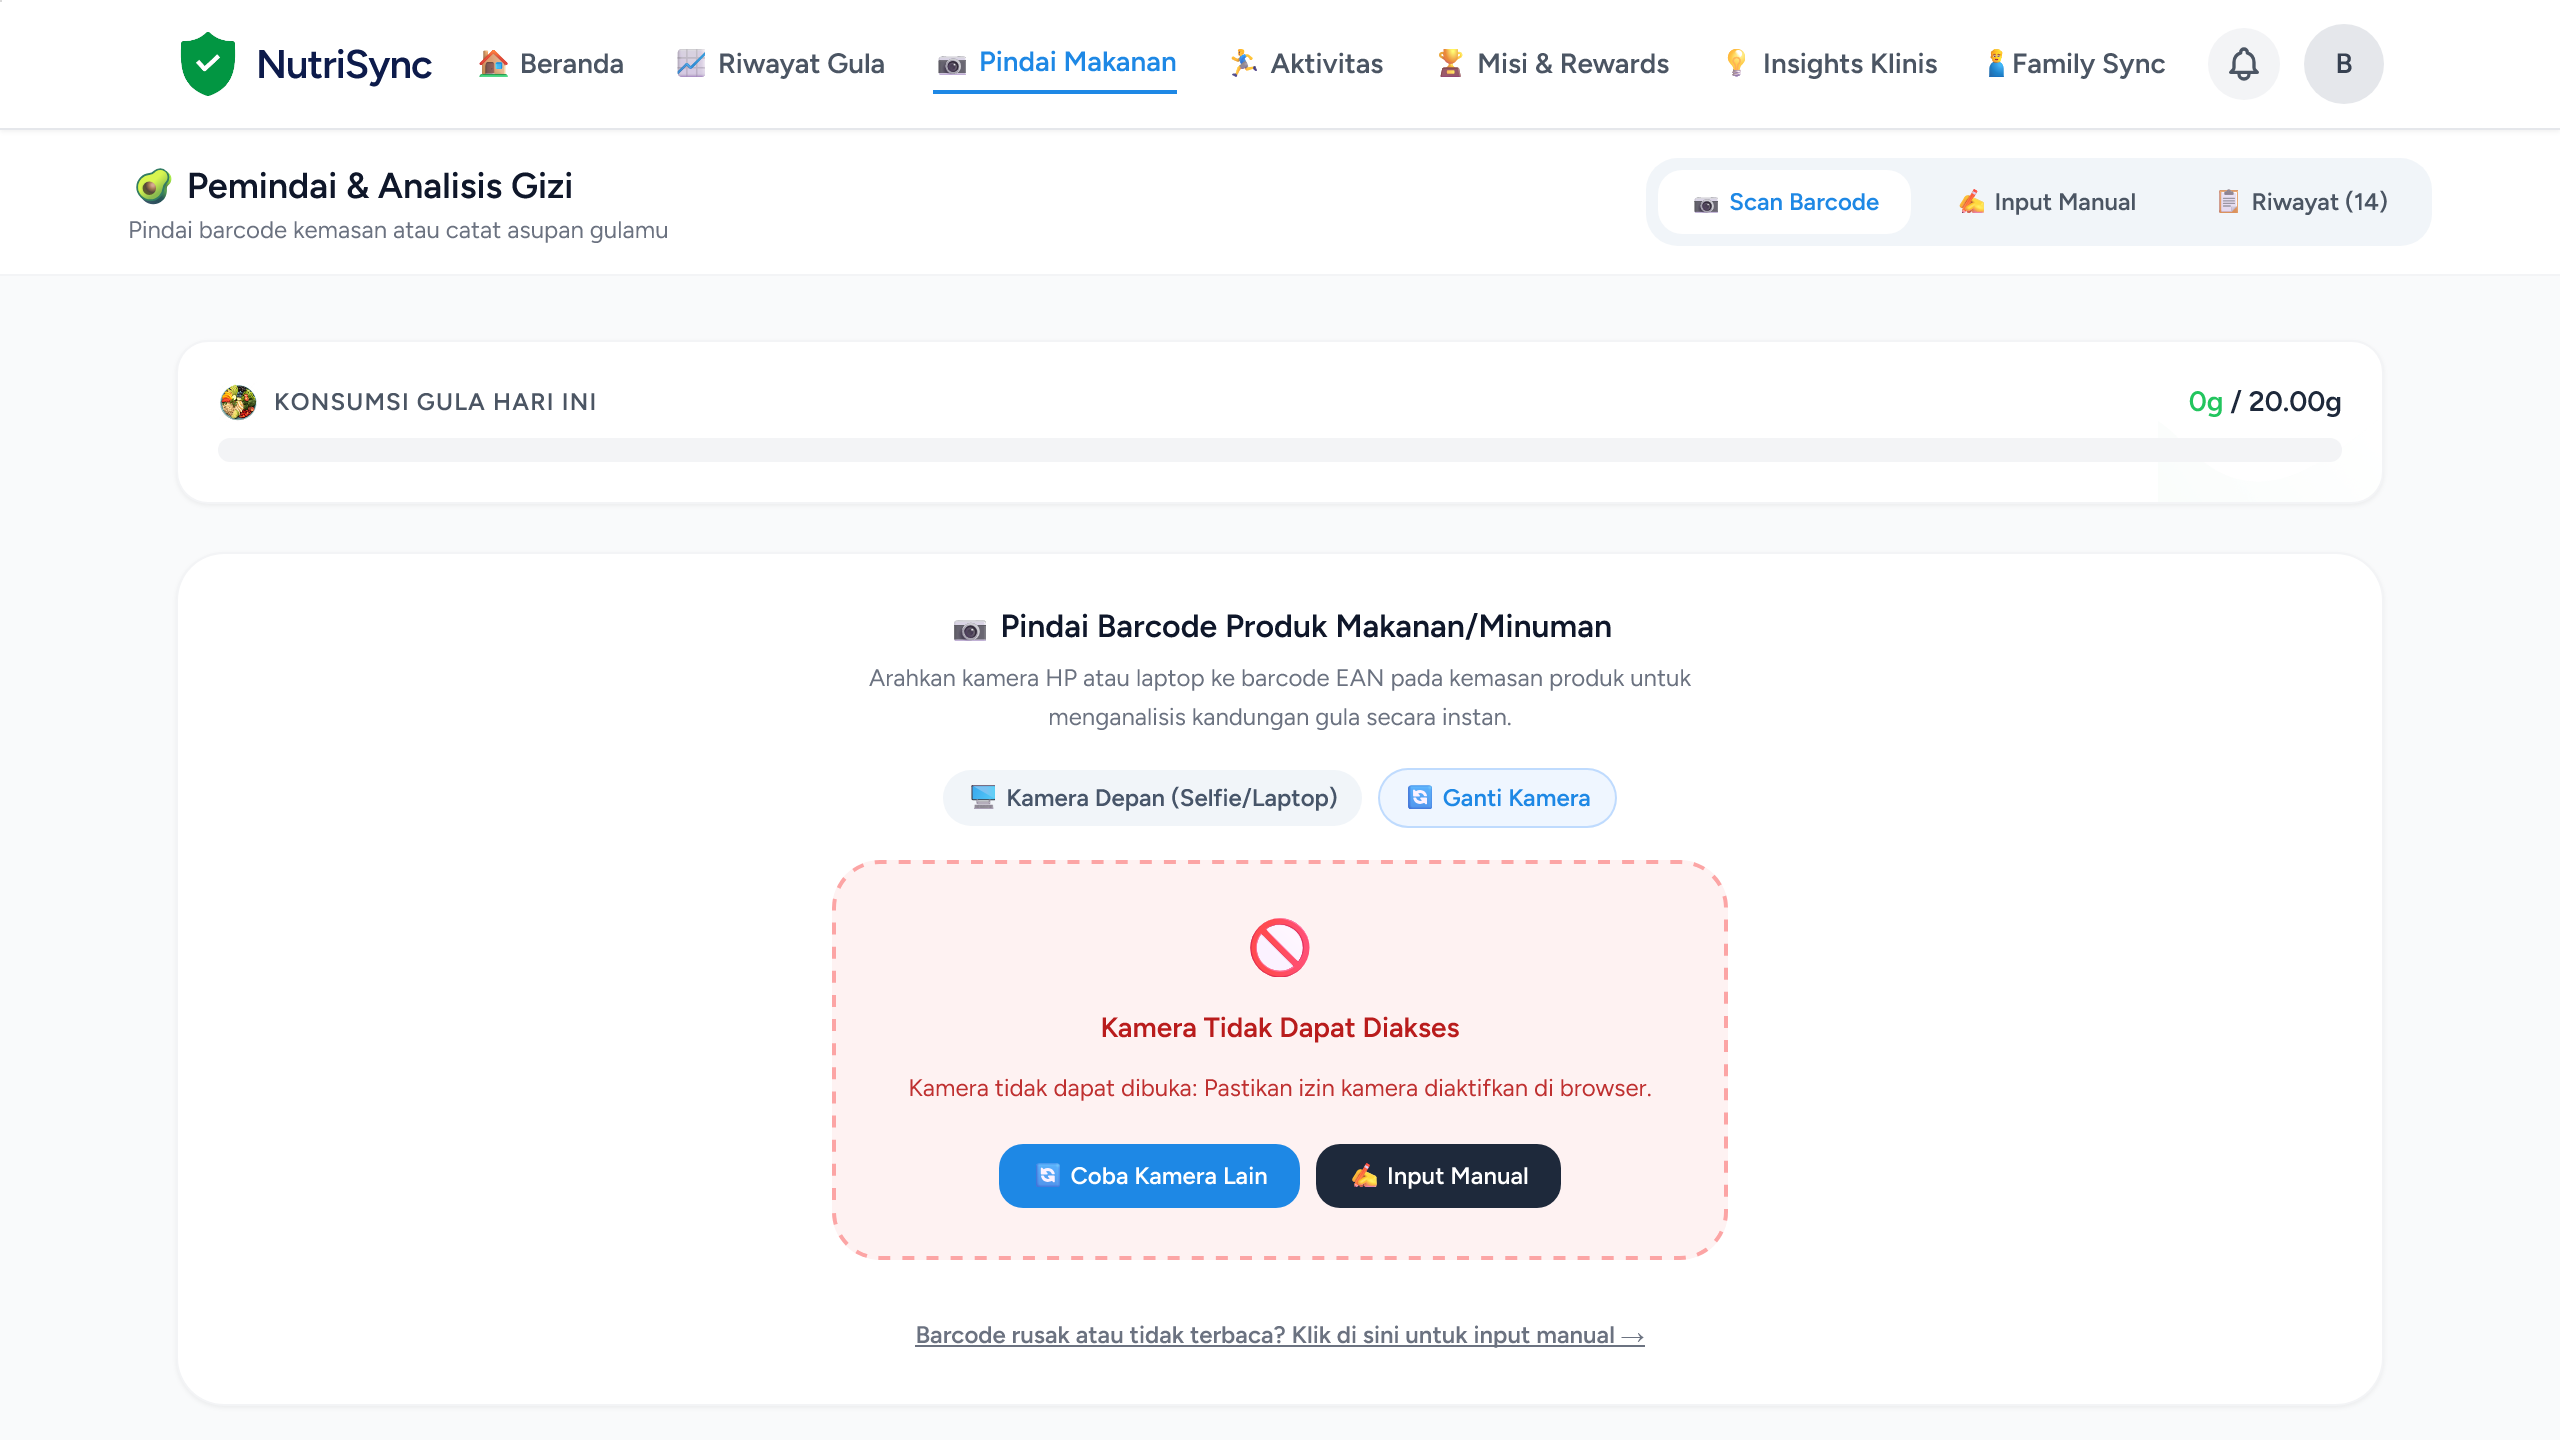 NutriSync
Beranda
Riwayat Gula
Pindai Makanan
Aktivitas
Misi & Rewards
Insights Klinis
Family Sync
B
Pemindai & Analisis Gizi
Pindai barcode kemasan atau catat asupan gulamu
Scan Barcode
Input Manual
Riwayat (14)
KONSUMSI GULA HARI INI
0g / 20.00g
Pindai Barcode Produk Makanan/Minuman
Arahkan kamera HP atau laptop ke barcode EAN pada kemasan produk untuk
menganalisis kandungan gula secara instan.
Kamera Depan (Selfie/Laptop)
Ganti Kamera
Kamera Tidak Dapat Diakses
Kamera tidak dapat dibuka: Pastikan izin kamera diaktifkan di browser.
Coba Kamera Lain
Input Manual
Barcode rusak atau tidak terbaca? Klik di sini untuk input manual →